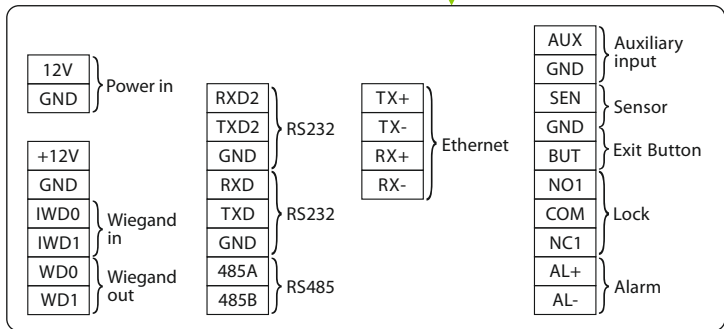 12V
GND
Power in
+12V
GND
IWD0
IWD1
Wiegand
in
WD0
WD1
Wiegand
out
RXD2
TXD2
GND
RS232
RXD
TXD
GND
RS232
485A
485B
RS485
TX+
TX-
RX+
RX-
Ethernet
AUX
GND
Auxiliary
input
SEN
GND
Sensor
BUT
Exit Button
NO1
COM
NC1
Lock
AL+
AL-
Alarm